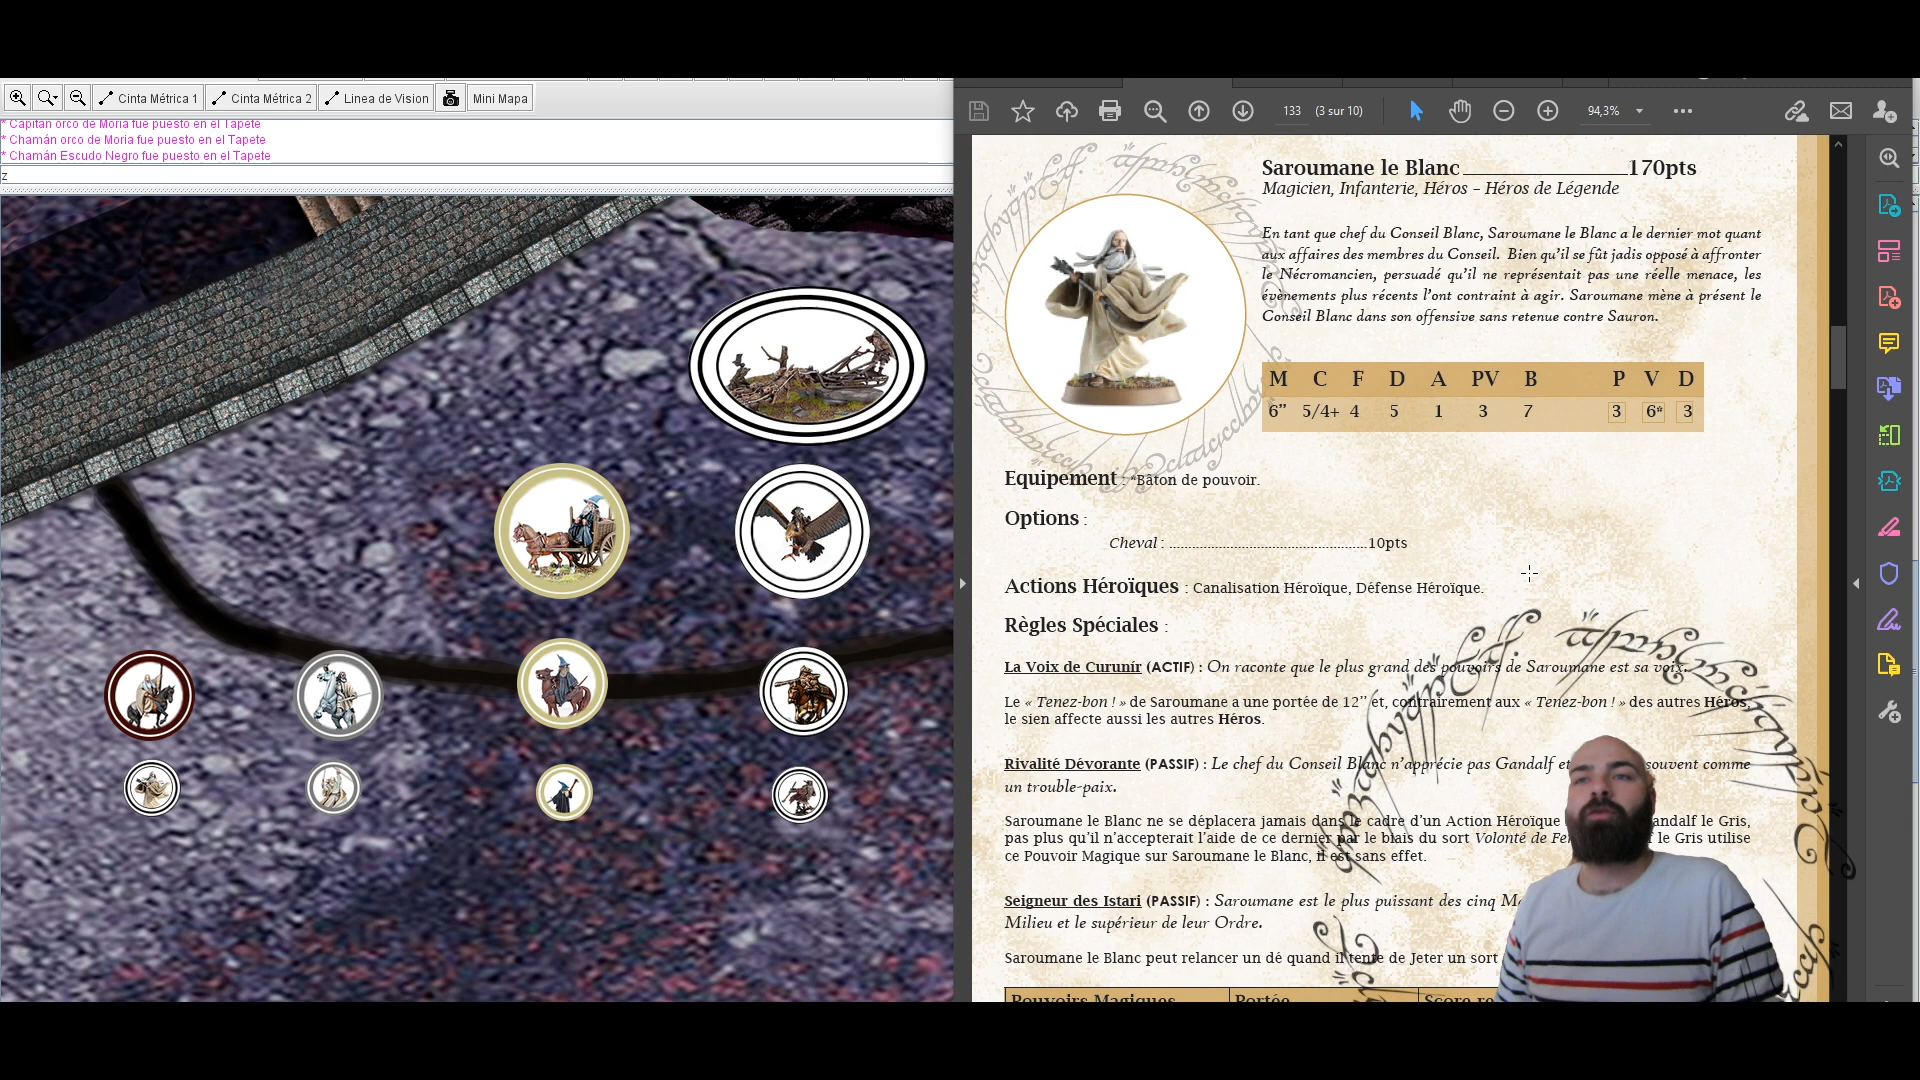 Cinta Métrica 1
Cinta Métrica 2
Linea de Vision
Mini Mapa
* Capitán orco de Moria fue puesto en el Tapete
* Chamán orco de Moria fue puesto en el Tapete
* Chamán Escudo Negro fue puesto en el Tapete
z
133 (3 sur 10)
94,3%
Saroumane le Blanc 170pts
Magicien, Infanterie, Héros – Héros de Légende
En tant que chef du Conseil Blanc, Saroumane le Blanc a le dernier mot quant
aux affaires des membres du Conseil. Bien qu'il se fût jadis opposé à affronter
le Nécromancien, persuadé qu'il ne représentait pas une réelle menace, les
évènements plus récents l'ont contraint à agir. Saroumane mène à présent le
Conseil Blanc dans son offensive sans retenue contre Sauron.
M C F D A PV B P V D
6” 5/4+ 4 5 1 3 7 3 6* 3
Equipement : *Bâton de pouvoir.
Options :
Cheval : ....................................................10pts
Actions Héroïques : Canalisation Héroïque, Défense Héroïque.
Règles Spéciales :
La Voix de Curunír (ACTIF) : On raconte que le plus grand des pouvoirs de Saroumane est sa voix.
Le « Tenez-bon ! » de Saroumane a une portée de 12’’ et, contrairement aux « Tenez-bon ! » des autres Héros,
le sien affecte aussi les autres Héros.
Rivalité Dévorante (PASSIF) : Le chef du Conseil Blanc n'apprécie pas Gandalf et souvent comme
un trouble-paix.
Saroumane le Blanc ne se déplacera jamais dans le cadre d'un Action Héroïque andalf le Gris,
pas plus qu'il n'accepterait l'aide de ce dernier par le biais du sort Volonté de Fe le Gris utilise
ce Pouvoir Magique sur Saroumane le Blanc, il est sans effet.
Seigneur des Istari (PASSIF) : Saroumane est le plus puissant des cinq
Milieu et le supérieur de leur Ordre.
Saroumane le Blanc peut relancer un dé quand il tente de Jeter un sort
Pouvoirs Magiques Portée Score re